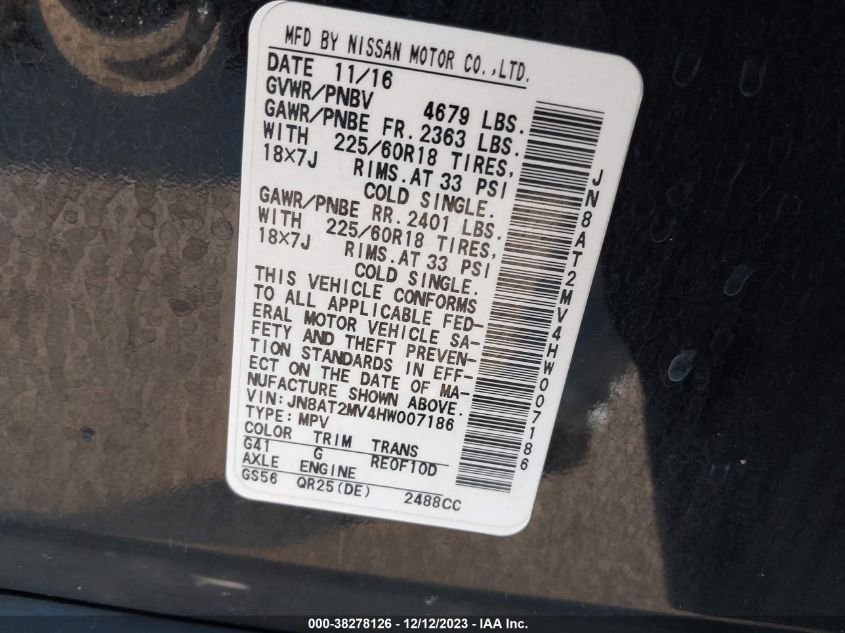 MFD BY NISSAN MOTOR CO.,LTD.
DATE 11/16
GVWR/PNBV 4679 LBS.
GAWR/PNBE FR. 2363 LBS.
WITH 225/60R18 TIRES,
18×7J RIMS. AT 33 PSI
COLD SINGLE.
GAWR/PNBE RR. 2401 LBS.
WITH 225/60R18 TIRES,
18×7J RIMS. AT 33 PSI
COLD SINGLE.
THIS VEHICLE CONFORMS
TO ALL APPLICABLE FED-
ERAL MOTOR VEHICLE SA-
FETY AND THEFT PREVEN-
TION STANDARDS IN EFF-
ECT ON THE DATE OF MA-
NUFACTURE SHOWN ABOVE.
VIN:JN8AT2MV4HW007186
TYPE:MPV
COLOR TRIM TRANS
G41 G RE0F10D
AXLE ENGINE
GS56 QR25(DE) 2488CC
JN8AT2MV4HW007186
000-38278126 - 12/12/2023 - IAA Inc.